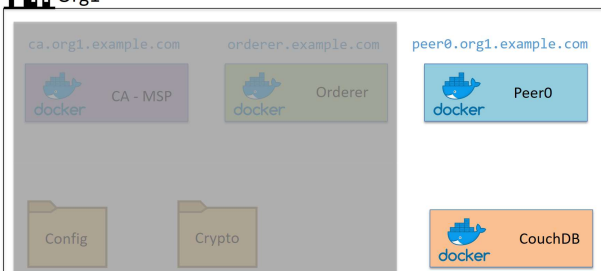 Org1
ca.org1.example.com
orderer.example.com
peer0.org1.example.com
docker
CA - MSP
docker
Orderer
docker
Peer0
Config
Crypto
docker
CouchDB